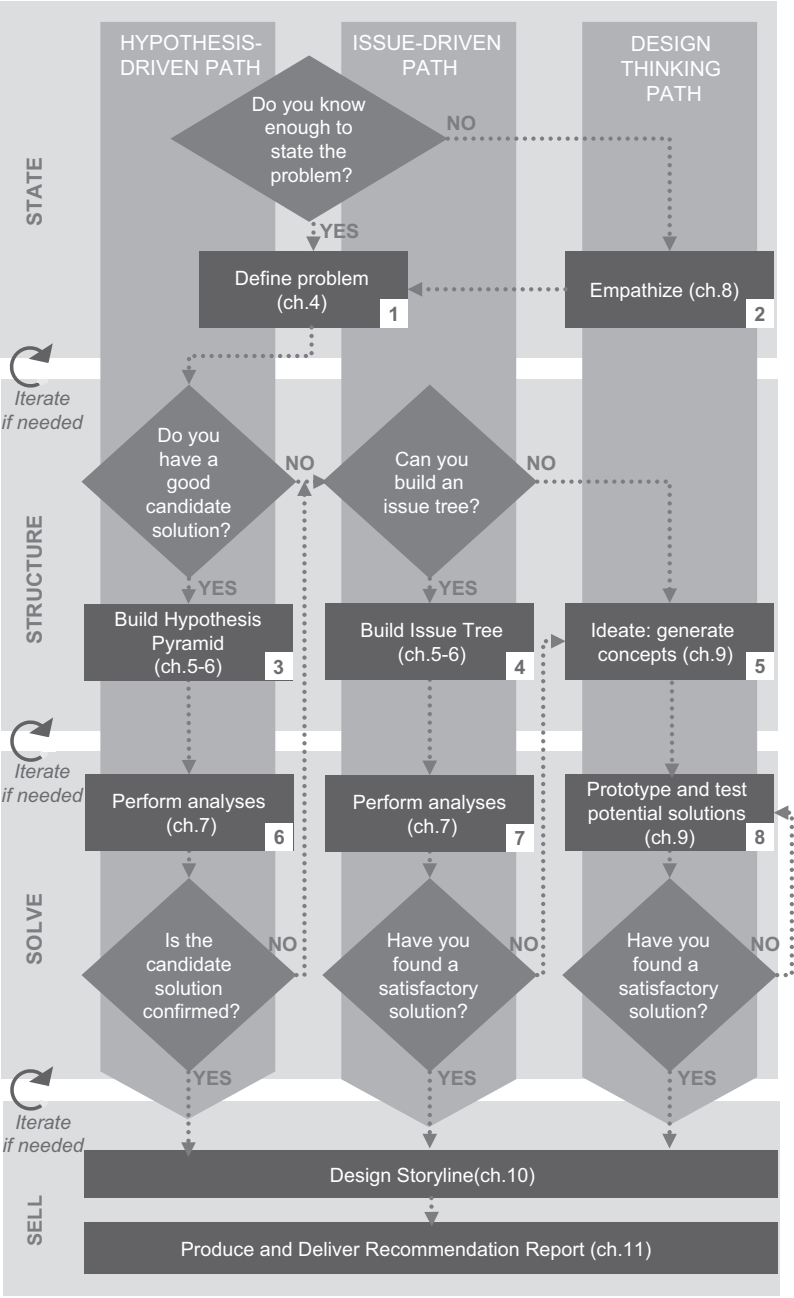 HYPOTHESIS-
DRIVEN PATH
ISSUE-DRIVEN
PATH
DESIGN
THINKING
PATH
STATE
Do you know
enough to
state the
problem?
NO
YES
Define problem
(ch.4)
1
Empathize (ch.8)
2
Iterate
if needed
STRUCTURE
Do you
have a
good
candidate
solution?
NO
YES
Can you
build an
issue tree?
NO
YES
Build Hypothesis
Pyramid
(ch.5-6)
3
Build Issue Tree
(ch.5-6)
4
Ideate: generate
concepts (ch.9)
5
Iterate
if needed
SOLVE
Perform analyses
(ch.7)
6
Perform analyses
(ch.7)
7
Prototype and test
potential solutions
(ch.9)
8
Is the
candidate
solution
confirmed?
NO
YES
Have you
found a
satisfactory
solution?
NO
YES
Have you
found a
satisfactory
solution?
NO
YES
Iterate
if needed
SELL
Design Storyline(ch.10)
Produce and Deliver Recommendation Report (ch.11)